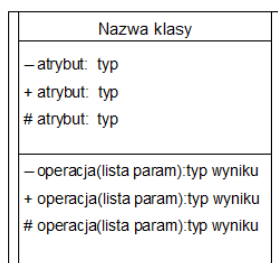 Nazwa klasy
– atrybut: typ
+ atrybut: typ
# atrybut: typ
– operacja(lista param):typ wyniku
+ operacja(lista param):typ wyniku
# operacja(lista param):typ wyniku